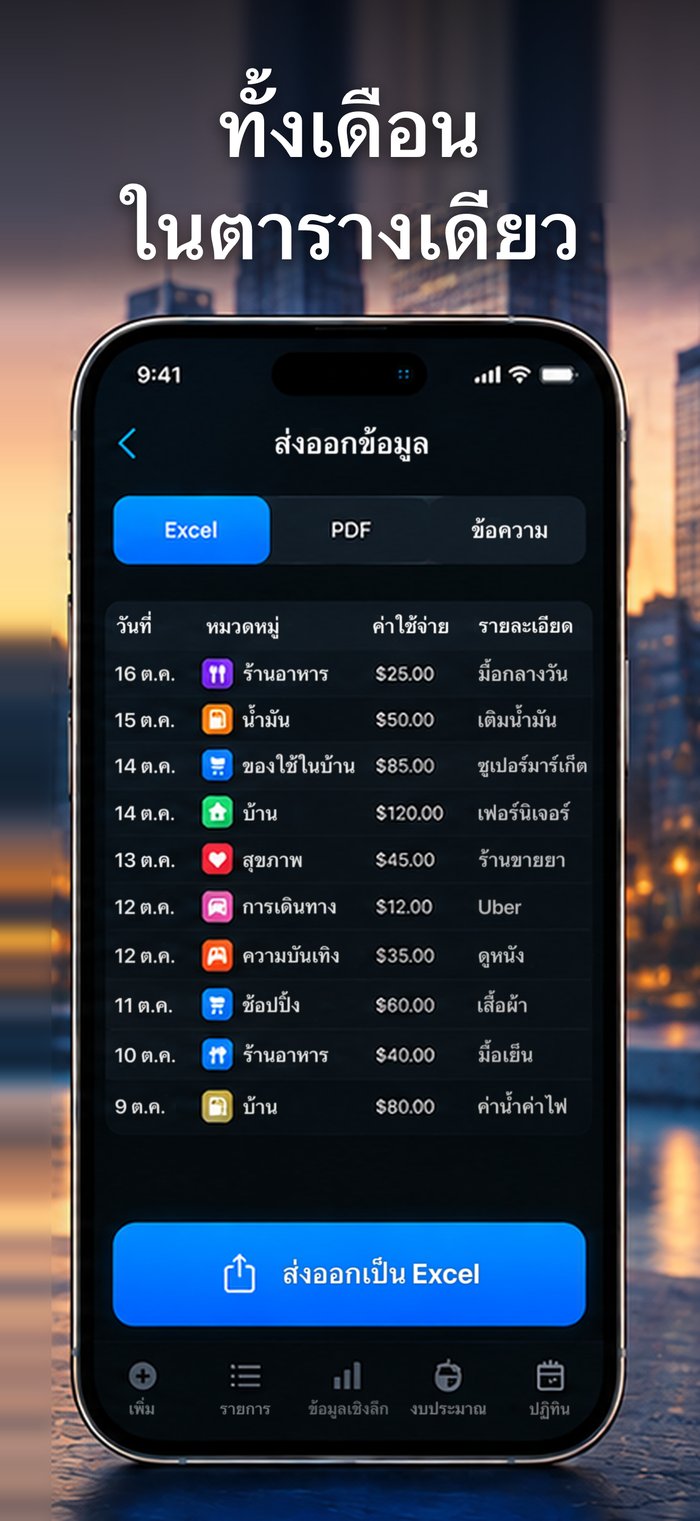 ทั้งเดือน
ในตารางเดียว
9:41
ส่งออกข้อมูล
Excel PDF ข้อความ
วันที่ หมวดหมู่ ค่าใช้จ่าย รายละเอียด
16 ต.ค. ร้านอาหาร $25.00 มื้อกลางวัน
15 ต.ค. น้ำมัน $50.00 เติมน้ำมัน
14 ต.ค. ของใช้ในบ้าน $85.00 ซูเปอร์มาร์เก็ต
14 ต.ค. บ้าน $120.00 เฟอร์นิเจอร์
13 ต.ค. สุขภาพ $45.00 ร้านขายยา
12 ต.ค. การเดินทาง $12.00 Uber
12 ต.ค. ความบันเทิง $35.00 ดูหนัง
11 ต.ค. ช้อปปิ้ง $60.00 เสื้อผ้า
10 ต.ค. ร้านอาหาร $40.00 มื้อเย็น
9 ต.ค. บ้าน $80.00 ค่าน้ำค่าไฟ
ส่งออกเป็น Excel
เพิ่ม รายการ ข้อมูลเชิงลึก งบประมาณ ปฏิทิน